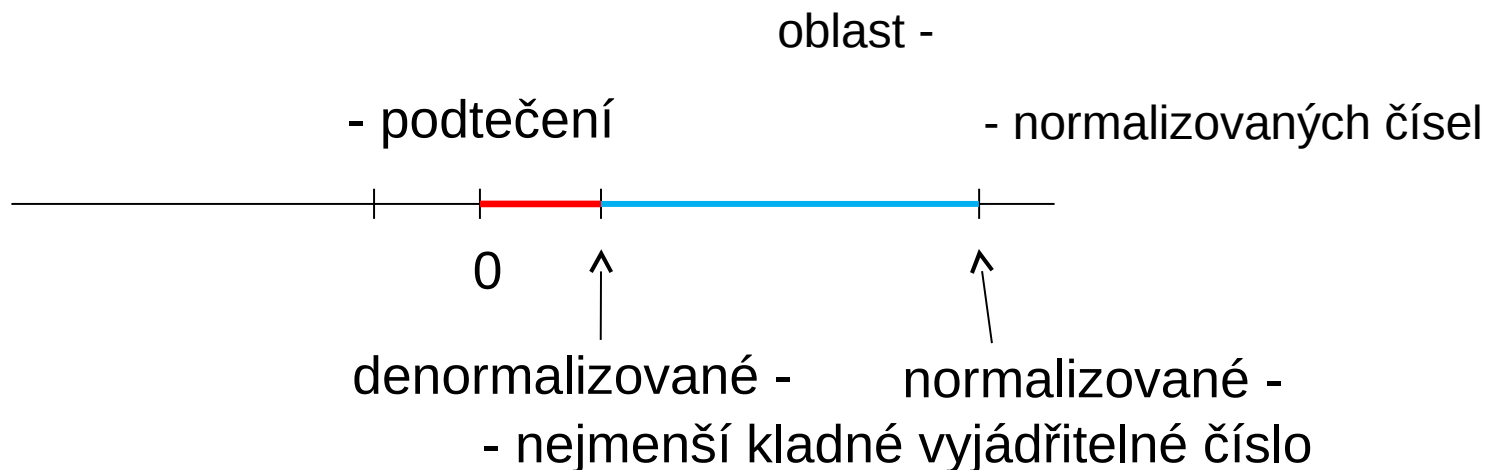 oblast -
- podtečení
- normalizovaných čísel
0
denormalizované -
normalizované -
- nejmenší kladné vyjádřitelné číslo